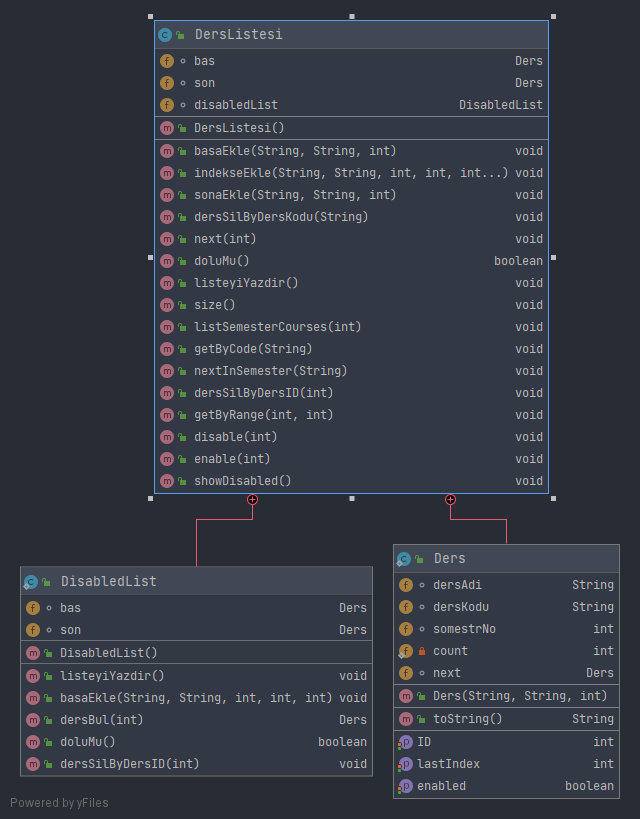 DersListesi
bas Ders
son Ders
disabledList DisabledList
DersListesi()
basaEkle(String, String, int) void
indekseEkle(String, String, int, int, int...) void
sonaEkle(String, String, int) void
dersSilByDersKodu(String) void
next(int) void
doluMu() boolean
listeyiYazdir() void
size() void
listSemesterCourses(int) void
getByCode(String) void
nextInSemester(String) void
dersSilByDersID(int) void
getByRange(int, int) void
disable(int) void
enable(int) void
showDisabled() void
DisabledList
bas Ders
son Ders
DisabledList()
listeyiYazdir() void
basaEkle(String, String, int, int, int) void
dersBul(int) Ders
doluMu() boolean
dersSilByDersID(int) void
Ders
dersAdi String
dersKodu String
somestrNo int
count int
next Ders
Ders(String, String, int)
toString() String
ID int
lastIndex int
enabled boolean
Powered by yFiles